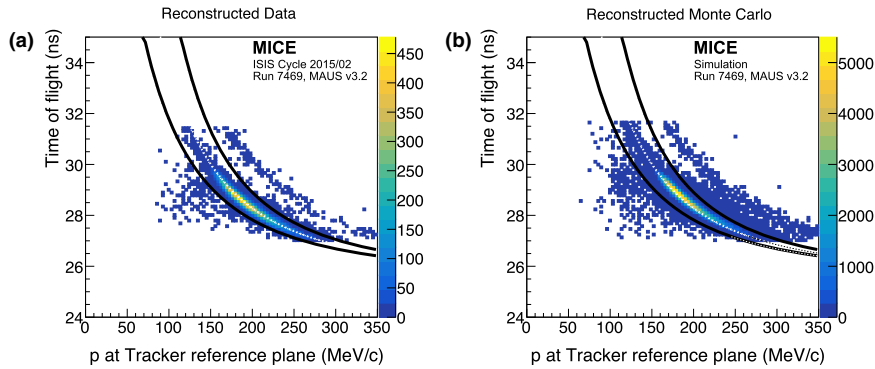 Reconstructed Data
(a)
Time of flight (ns)
34
32
30
28
26
24
MICE
ISIS Cycle 2015/02
Run 7469, MAUS v3.2
450
400
350
300
250
200
150
100
50
0
0 50 100 150 200 250 300 350
p at Tracker reference plane (MeV/c)
Reconstructed Monte Carlo
(b)
Time of flight (ns)
34
32
30
28
26
24
MICE
Simulation
Run 7469, MAUS v3.2
5000
4000
3000
2000
1000
0
0 50 100 150 200 250 300 350
p at Tracker reference plane (MeV/c)